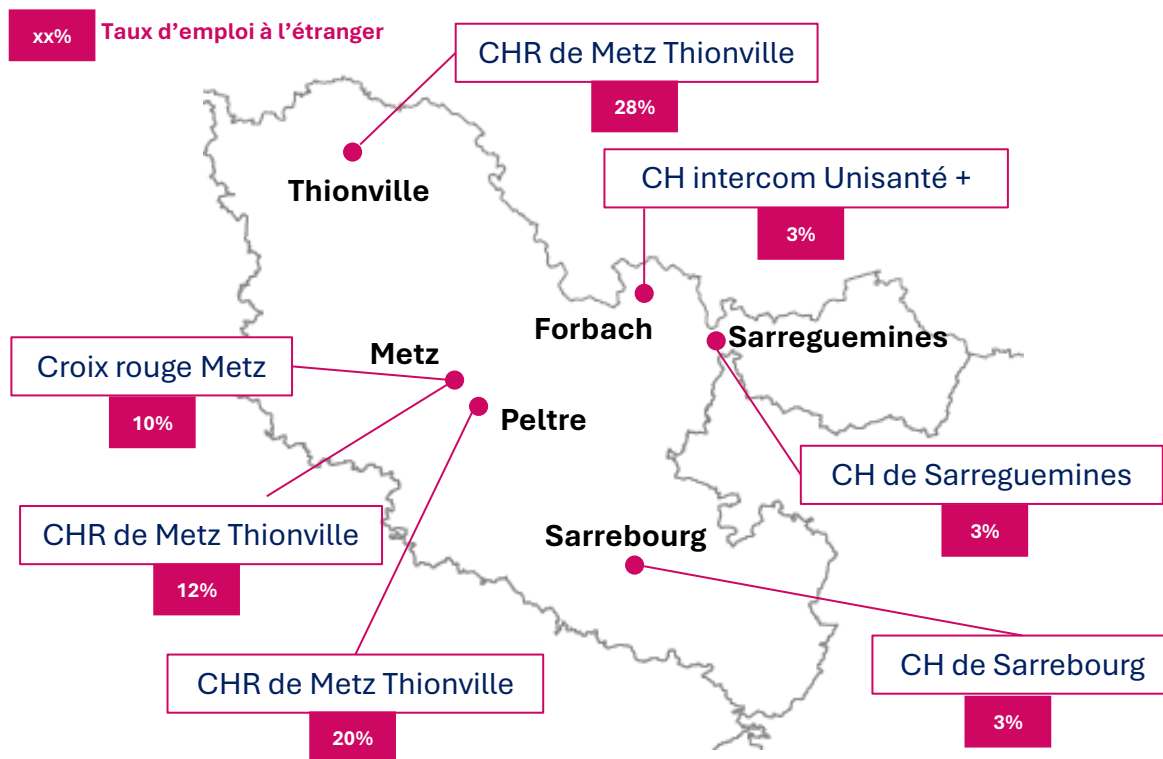 xx%
Taux d’emploi à l’étranger
CHR de Metz Thionville
28%
Thionville
CH intercom Unisanté +
3%
Forbach
Sarreguemines
Metz
Croix rouge Metz
10%
Peltre
CH de Sarreguemines
3%
CHR de Metz Thionville
12%
Sarrebourg
CH de Sarrebourg
3%
CHR de Metz Thionville
20%